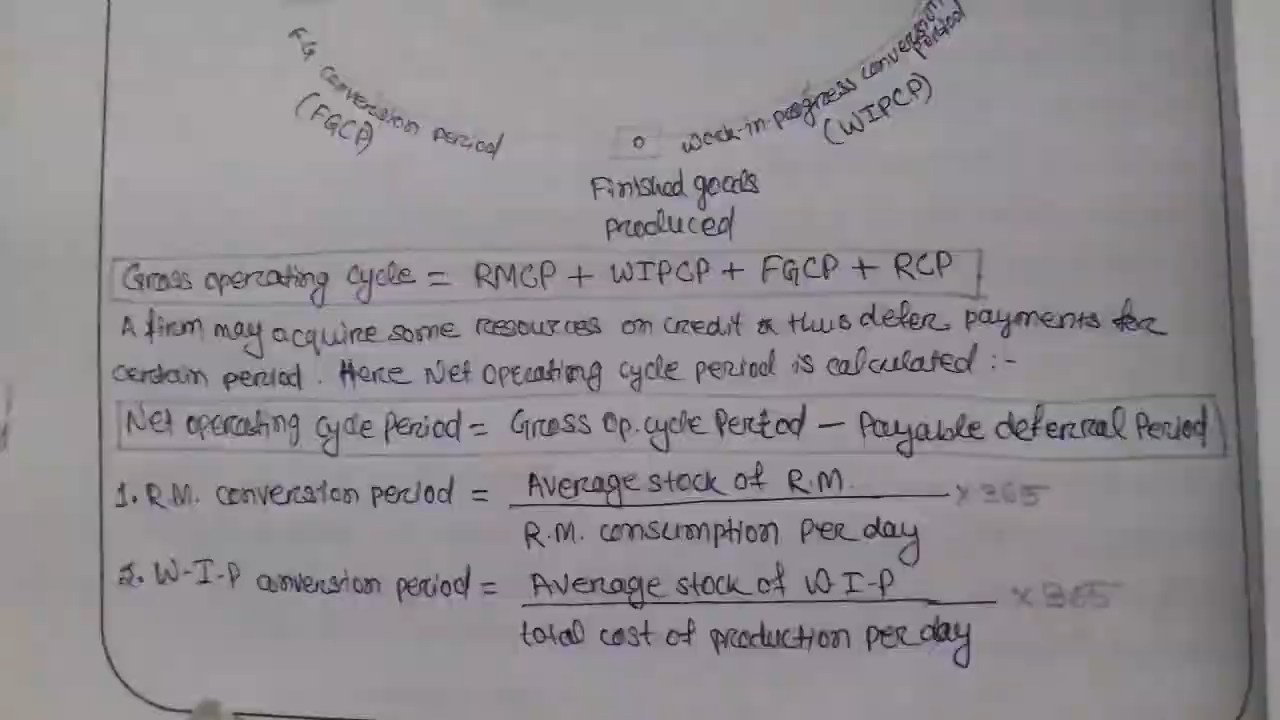 FG conversion period
(FGCP)
Work-in-progress conversion period
(WIPCP)
Finished goods
produced
Gross operating cycle = RMCP + WIPCP + FGCP + RCP
A firm may acquire some resources on credit & thus defer payments for
certain period. Here Net operating cycle period is calculated :-
Net operating cycle Period = Gross Op. cycle Period - Payable deferral Period
1. R.M. conversion period = Average stock of R.M. × 365
R.M. consumption per day
2. W-I-P conversion period = Average stock of W I-P × 365
total cost of production per day